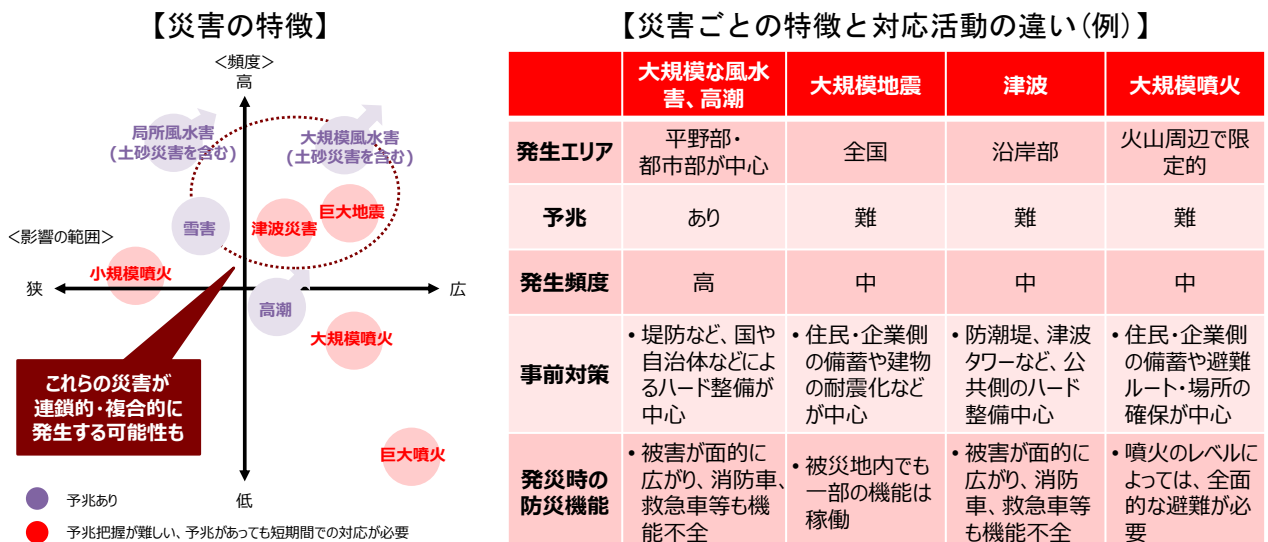 【災害の特徴】
＜頻度＞
高
局所風水害
(土砂災害を含む)
大規模風水害
(土砂災害を含む)
雪害
津波災害
巨大地震
＜影響の範囲＞
小規模噴火
狭
広
高潮
大規模噴火
これらの災害が
連鎖的・複合的に
発生する可能性も
巨大噴火
低
予兆あり
予兆把握が難しい、予兆があっても短期間での対応が必要
【災害ごとの特徴と対応活動の違い(例)】
大規模な風水
害、高潮
大規模地震
津波
大規模噴火
発生エリア
平野部・
都市部が中心
全国
沿岸部
火山周辺で限
定的
予兆
あり
難
難
難
発生頻度
高
中
中
中
事前対策
• 堤防など、国や
自治体などによ
るハード整備が
中心
• 住民・企業側
の備蓄や建物
の耐震化など
が中心
• 防潮堤、津波
タワーなど、公
共側のハード
整備中心
• 住民・企業側
の備蓄や避難
ルート・場所の
確保が中心
発災時の
防災機能
• 被害が面的に
広がり、消防車、
救急車等も機
能不全
• 被災地内でも
一部の機能は
稼働
• 被害が面的に
広がり、消防
車、救急車等
も機能不全
• 噴火のレベルに
よっては、全面
的な避難が必
要